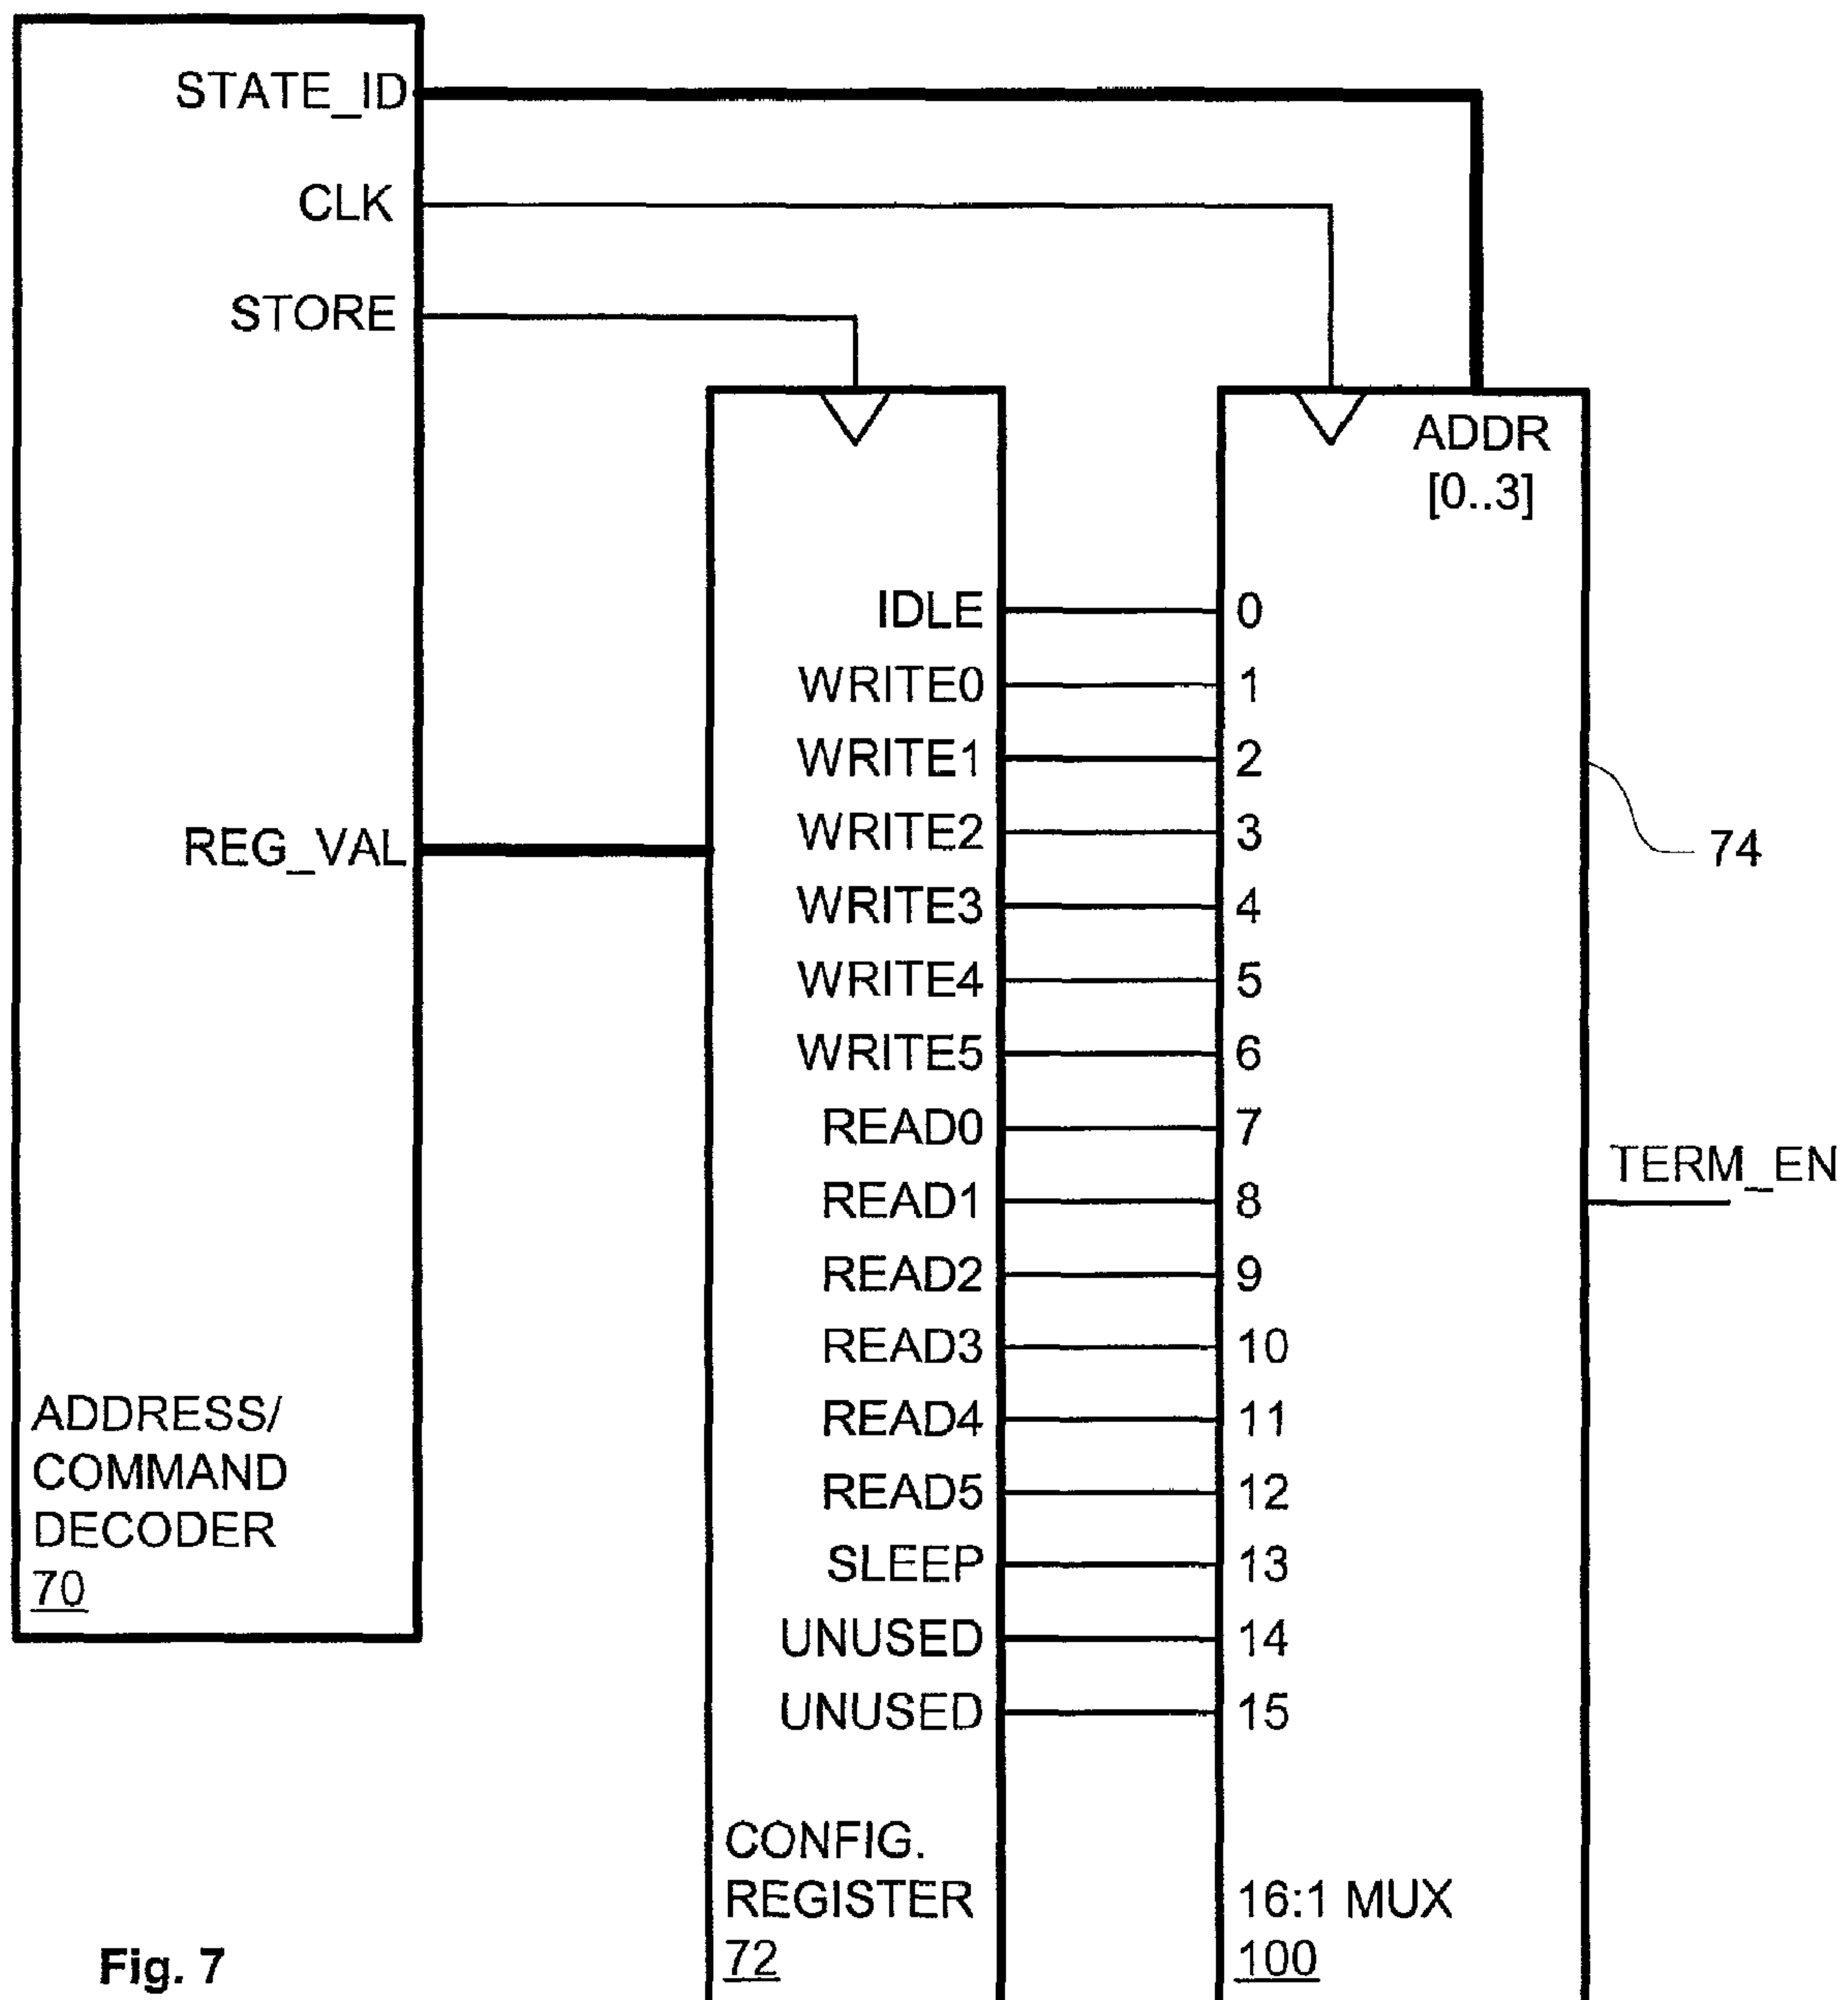 STATE_ID
CLK
STORE
ADDR
[0..3]
IDLE 0
WRITE0 1
WRITE1 2
WRITE2 3
REG_VAL
74
WRITE3 4
WRITE4 5
WRITE5 6
READ0 7
TERM_EN
READ1 8
READ2 9
READ3 10
READ4 11
READ5 12
SLEEP 13
UNUSED 14
UNUSED 15
ADDRESS/
COMMAND
DECODER
70
CONFIG.
REGISTER
72
16:1 MUX
100
Fig. 7